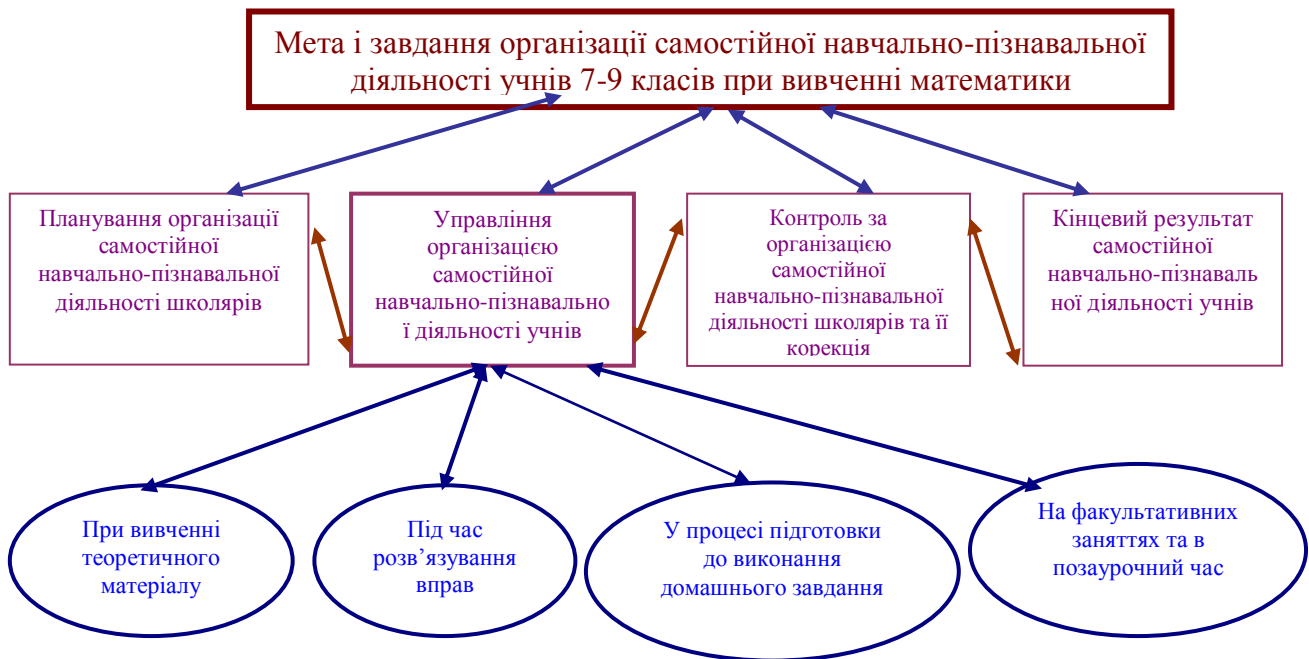 Мета і завдання організації самостійної навчально-пізнавальної
діяльності учнів 7-9 класів при вивченні математики
Планування організації
самостійної
навчально-пізнавальної
діяльності школярів
Управління
організацією
самостійної
навчально-пізнавально
ї діяльності учнів
Контроль за
організацією
самостійної
навчально-пізнавальної
діяльності школярів та її
корекція
Кінцевий результат
самостійної
навчально-пізнаваль
ної діяльності учнів
При вивченні
теоретичного
матеріалу
Під час
розв’язування
вправ
У процесі підготовки
до виконання
домашнього завдання
На факультативних
заняттях та в
позаурочний час